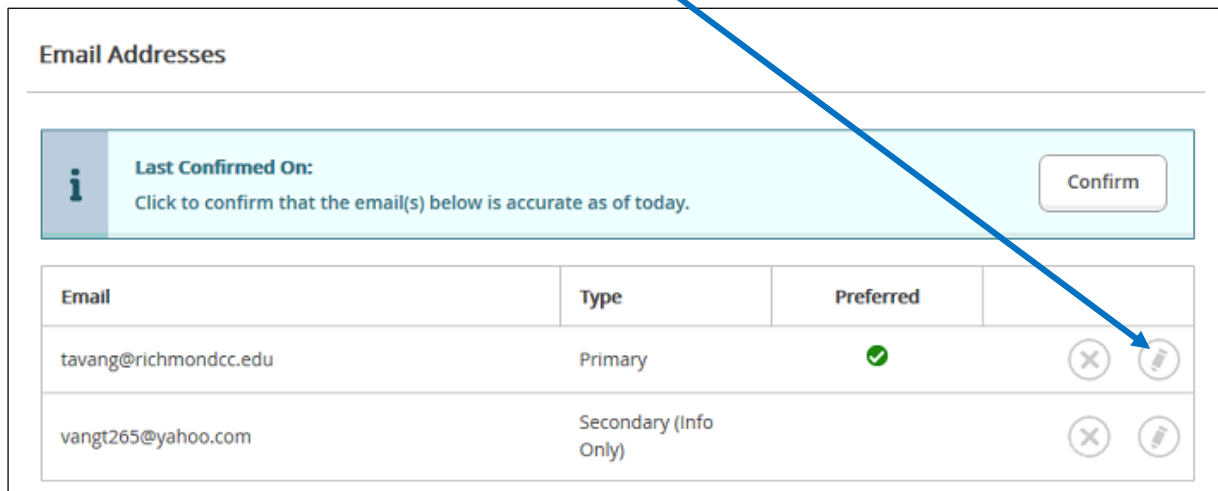 Email Addresses
i
Last Confirmed On:
Click to confirm that the email(s) below is accurate as of today.
Confirm
Email Type Preferred
tavang@richmondcc.edu Primary
vangt265@yahoo.com Secondary (Info
Only)